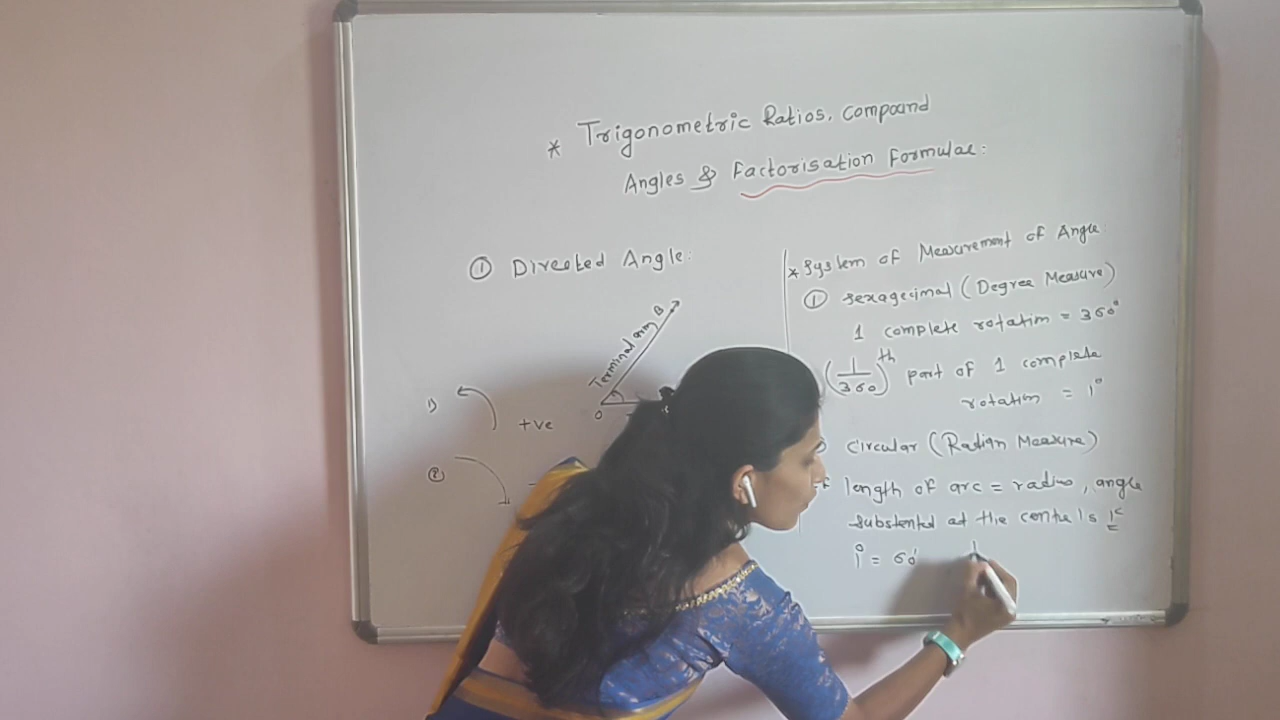 * Trigonometric Ratios, Compound
Angles & Factorisation Formulae:
① Directed Angle:
Terminal arm B
O
1) +ve
②
* System of Measurement of Angle
① Sexagesimal (Degree Measure)
1 complete rotation = 360°
(1/360)th part of 1 complete
rotation = 1°
Circular (Radian Measure)
length of arc = radius, angle
substented at the centre is 1ᶜ
1° = 60' 1